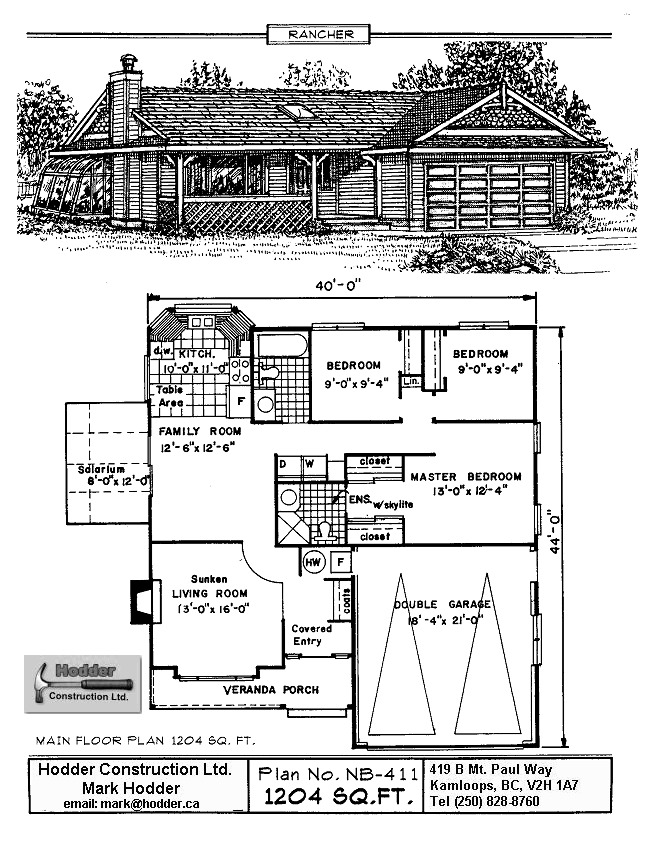 RANCHER
40'-0"
d.w. KITCH.
10'-0" x 11'-0"
Table
Area
F
BEDROOM
9'-0" x 9'-4"
Lin.
BEDROOM
9'-0" x 9'-4"
FAMILY ROOM
12'-6" x 12'-6"
Solarium
8'-0" x 12'-0"
D W
closet
MASTER BEDROOM
13'-0" x 12'-4"
ENS.
w/skylite
closet
44'-0"
HW F
Sunken
LIVING ROOM
13'-0" x 16'-0"
coats
DOUBLE GARAGE
18'-4" x 21'-0"
Covered
Entry
VERANDA PORCH
Hodder
Construction Ltd.
MAIN FLOOR PLAN 1204 SQ. FT.
Hodder Construction Ltd.
Mark Hodder
email: mark@hodder.ca
Plan No. NB-411
1204 SQ.FT.
419 B Mt. Paul Way
Kamloops, BC, V2H 1A7
Tel (250) 828-8760